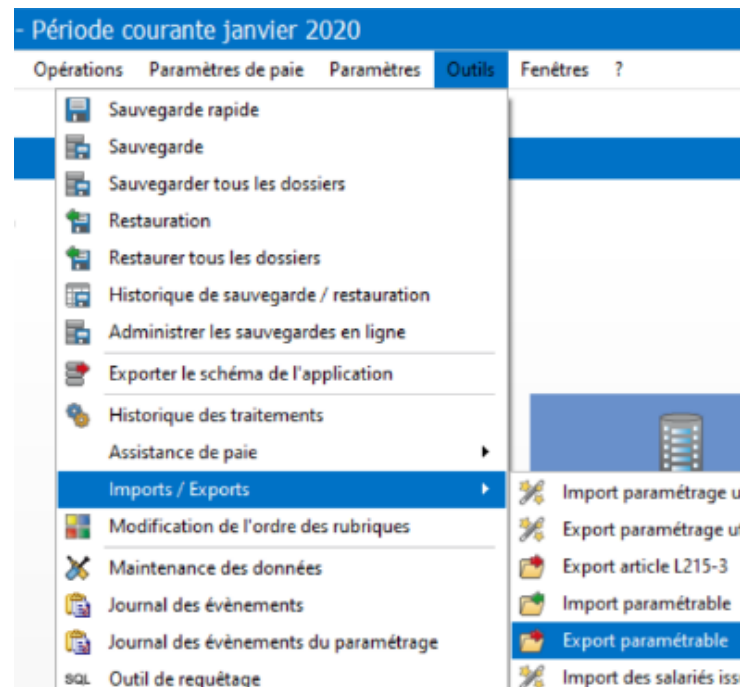 - Période courante janvier 2020
Opérations Paramètres de paie Paramètres Outils Fenêtres ?
Sauvegarde rapide
Sauvegarde
Sauvegarder tous les dossiers
Restauration
Restaurer tous les dossiers
Historique de sauvegarde / restauration
Administrer les sauvegardes en ligne
Exporter le schéma de l'application
Historique des traitements
Assistance de paie
Imports / Exports
Modification de l'ordre des rubriques
Maintenance des données
Journal des évènements
Journal des évènements du paramétrage
SQL Outil de requêtage
Import paramétrage
Export paramétrage
Export article L215-3
Import paramétrable
Export paramétrable
Import des salariés